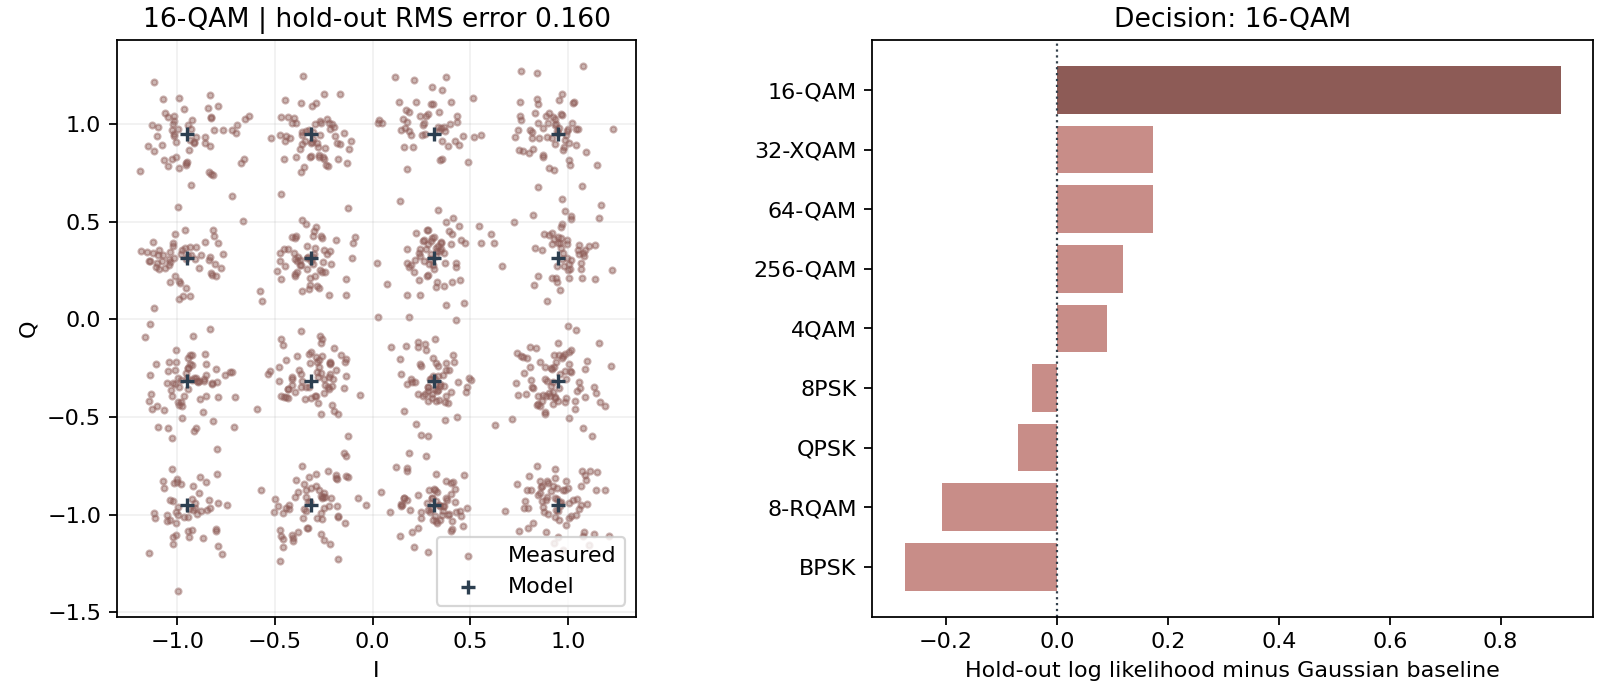 16-QAM | hold-out RMS error 0.160
1.0
0.5
0.0
−0.5
−1.0
−1.5
Q
−1.0
−0.5
0.0
0.5
1.0
I
Measured
Model
Decision: 16-QAM
16-QAM
32-XQAM
64-QAM
256-QAM
4QAM
8PSK
QPSK
8-RQAM
BPSK
−0.2
0.0
0.2
0.4
0.6
0.8
Hold-out log likelihood minus Gaussian baseline